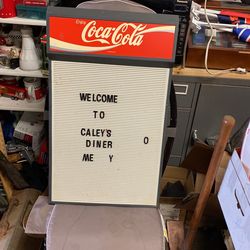 Enjoy
Coca-Cola
WELCOME
TO
CALEY'S O
DINER
ME Y